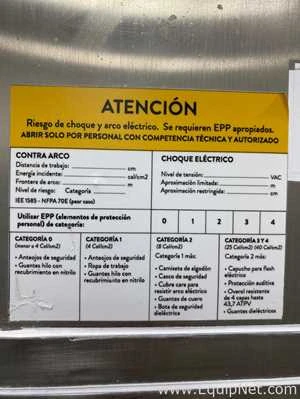 ATENCIÓN
Riesgo de choque y arco eléctrico. Se requieren EPP apropiados.
ABRIR SOLO POR PERSONAL CON COMPETENCIA TÉCNICA Y AUTORIZADO
CONTRA ARCO
Distancia de trabajo: cm
Energía incidente: cal/cm2
Frontera de arco: m
Nivel de riesgo: Categoría
IEE 1585 - NFPA 70E (peor caso)
CHOQUE ELÉCTRICO
Nivel de tensión: VAC
Aproximación limitada: m
Aproximación restringida: cm
Utilizar EPP (elementos de protección personal) categoría:
0 1 2 3 4
CATEGORÍA 0
(menor a 4 Cal/cm2)
- Anteojos de seguridad
- Guantes hilo con
recubrimiento en nitrilo
CATEGORÍA 1
(4 Cal/cm2)
- Anteojos de seguridad
- Ropa de trabajo
- Guantes hilo con
recubrimiento en nitrilo
CATEGORÍA 2
(8 Cal/cm2)
Categoría 1 más:
- Camiseta de algodón
- Casco de seguridad
- Cubre cara para
resistir arco eléctrico
- Guantes de cuero
- Bota de seguridad
dieléctrica
CATEGORÍA 3 Y 4
(25 Cal/cm2) (40 Cal/cm2)
Categoría 2 más:
- Capucho para flash
eléctrico
- Protección auditiva
- Overol resistente
de 4 capas hasta
43,7 ATPV
- Guantes dieléctricos
www.EquipNet.com